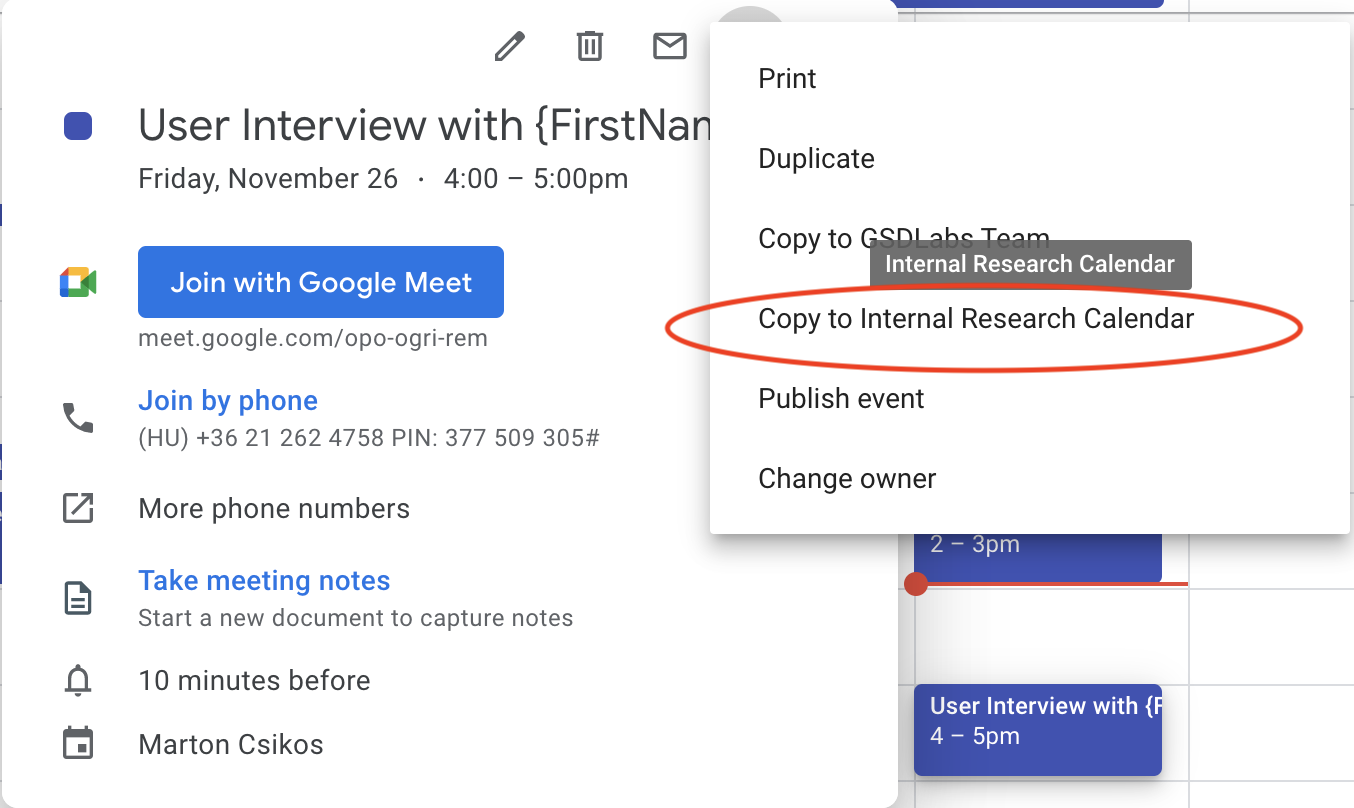 User Interview with {FirstNan
Friday, November 26 · 4:00 – 5:00pm
Join with Google Meet
meet.google.com/opo-ogri-rem
Join by phone
(HU) +36 21 262 4758 PIN: 377 509 305#
More phone numbers
Take meeting notes
Start a new document to capture notes
10 minutes before
Marton Csikos
Print
Duplicate
Copy to GSDLabs Team
Internal Research Calendar
Copy to Internal Research Calendar
Publish event
Change owner
2 – 3pm
User Interview with {F
4 – 5pm